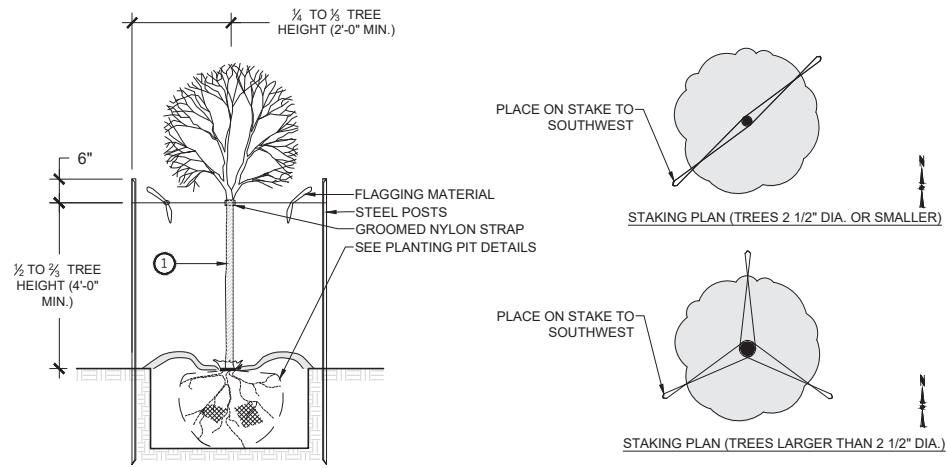 ¼ TO ⅓ TREE
HEIGHT (2'-0" MIN.)
6"
FLAGGING MATERIAL
STEEL POSTS
GROOMED NYLON STRAP
SEE PLANTING PIT DETAILS
1
½ TO ⅔ TREE
HEIGHT (4'-0"
MIN.)
PLACE ON STAKE TO
SOUTHWEST
N
STAKING PLAN (TREES 2 1/2" DIA. OR SMALLER)
PLACE ON STAKE TO
SOUTHWEST
N
STAKING PLAN (TREES LARGER THAN 2 1/2" DIA.)